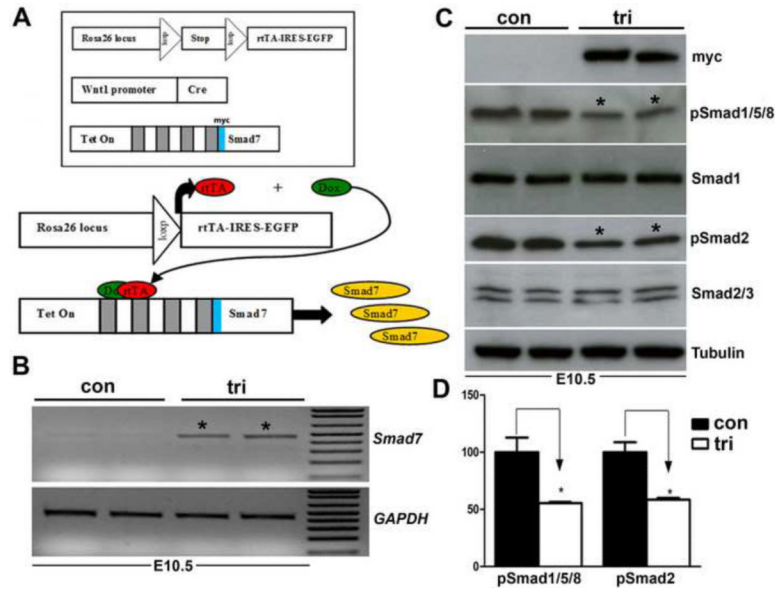 A
Rosa26 locus loxp Stop loxp rtTA-IRES-EGFP
Wnt1 promoter Cre
myc
Tet On Smad7
rtTA + Dox
Rosa26 locus loxp rtTA-IRES-EGFP
Do rtTA
Tet On Smad7
Smad7
Smad7
Smad7
B
con tri
* *
Smad7
GAPDH
E10.5
C
con tri
myc
* *
pSmad1/5/8
Smad1
* *
pSmad2
Smad2/3
Tubulin
E10.5
D
150
100
50
0
* *
con
tri
pSmad1/5/8 pSmad2